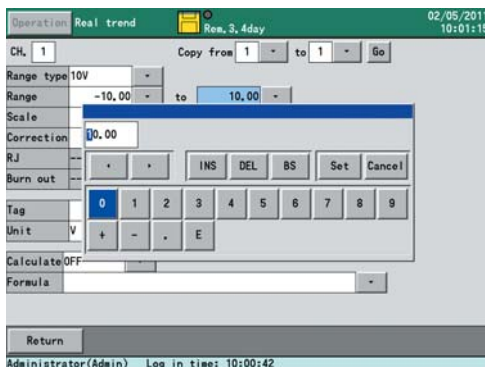 Operation Real trend Rem.3.4day 02/05/201
10:01:15
CH. 1 Copy from 1 to 1 Go
Range type 10V
Range -10.00 to 10.00
Scale
Correction
10.00
RJ --
INS DEL BS Set Cancel
Burn out --
Tag
0 1 2 3 4 5 6 7 8 9
Unit V
+ - . E
Calculate OFF
Formula
Return
Administrator(Admin) Log in time: 10:00:42